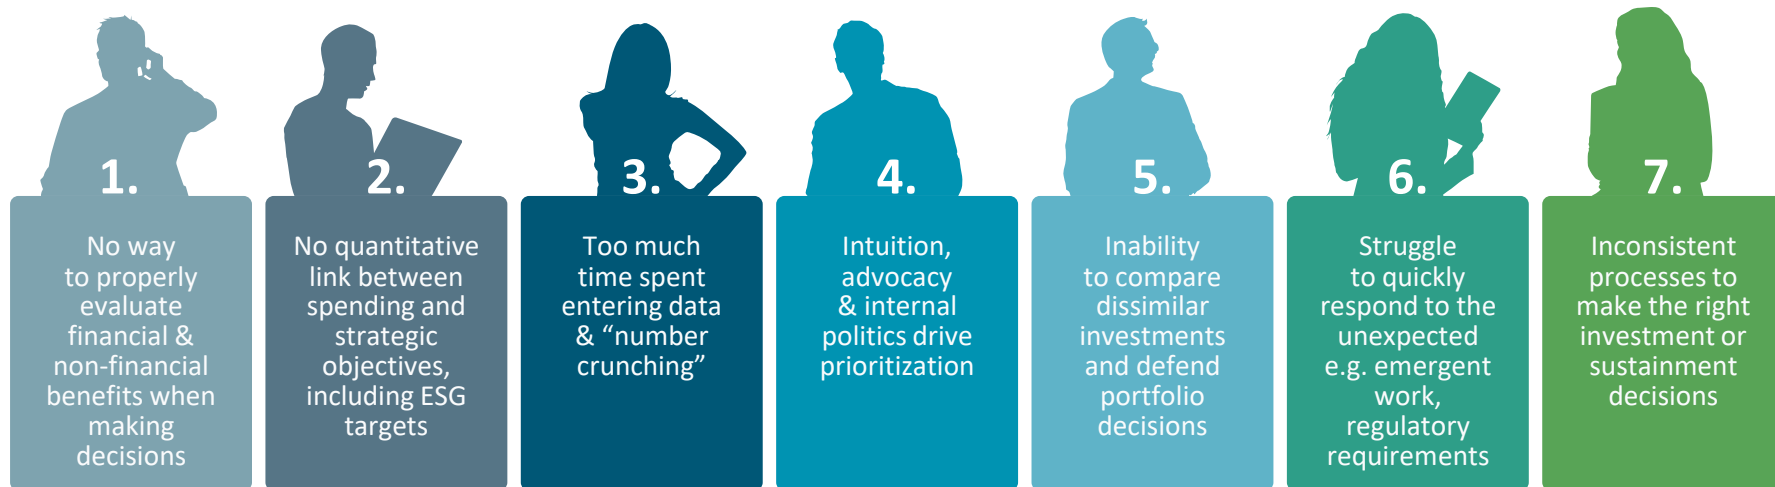 1.
No way
to properly
evaluate
financial &
non-financial
benefits when
making
decisions
2.
No quantitative
link between
spending and
strategic
objectives,
including ESG
targets
3.
Too much
time spent
entering data
& “number
crunching”
4.
Intuition,
advocacy
& internal
politics drive
prioritization
5.
Inability
to compare
dissimilar
investments
and defend
portfolio
decisions
6.
Struggle
to quickly
respond to the
unexpected
e.g. emergent
work,
regulatory
requirements
7.
Inconsistent
processes to
make the right
investment or
sustainment
decisions